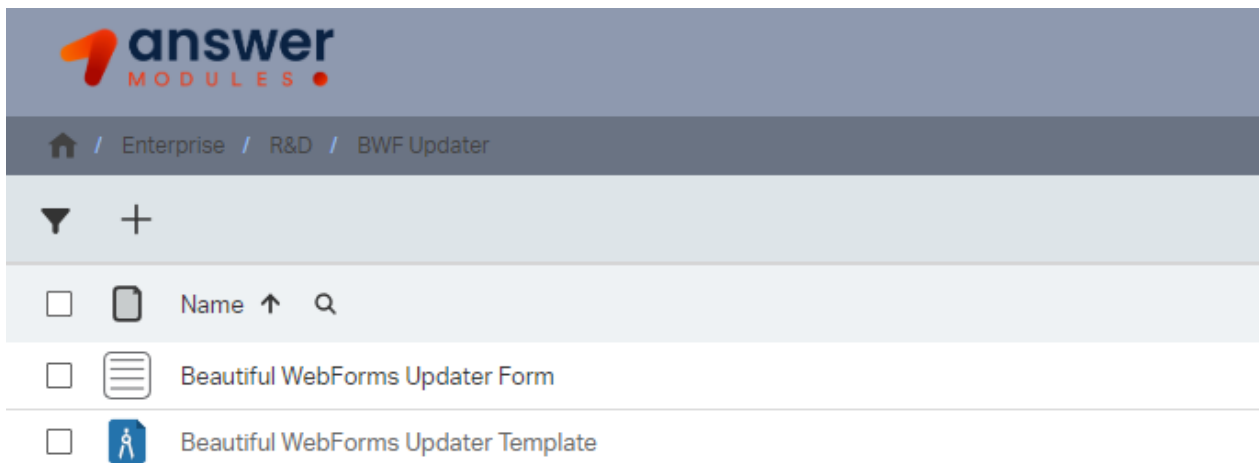 answer
MODULES
/ Enterprise / R&D / BWF Updater
Name
Beautiful WebForms Updater Form
Beautiful WebForms Updater Template